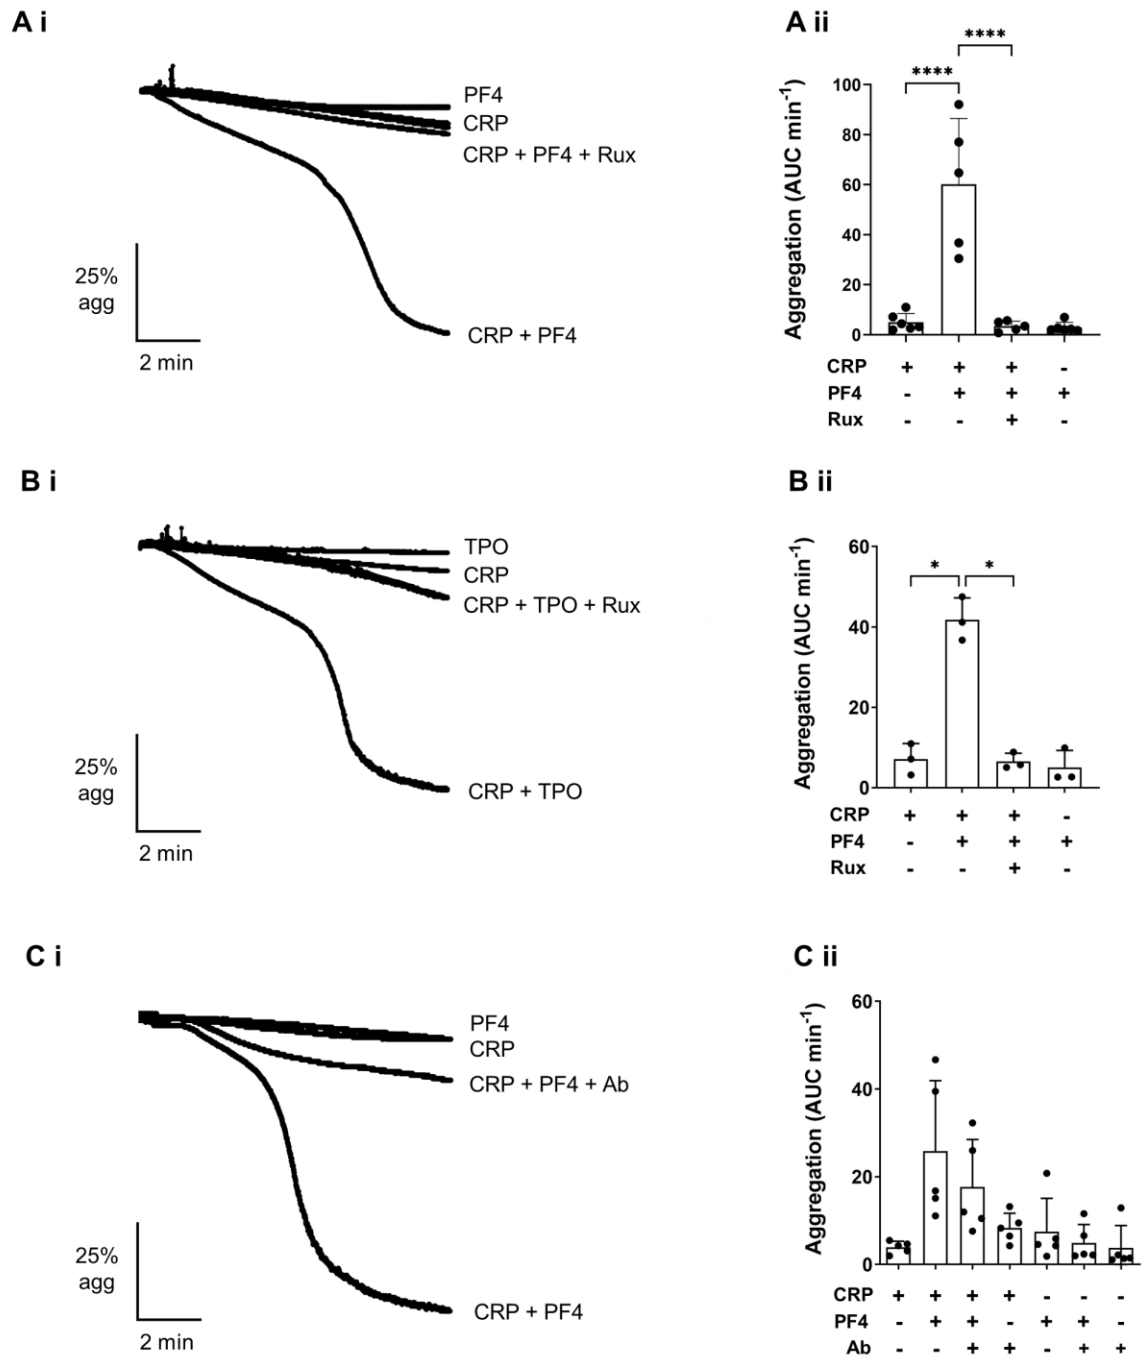 A i
PF4
CRP
CRP + PF4 + Rux
CRP + PF4
25%
agg
2 min
A ii
Aggregation (AUC min-1)
100
80
60
40
20
0
****
****
CRP + + + -
PF4 - + + +
Rux - - + -
B i
TPO
CRP
CRP + TPO + Rux
CRP + TPO
25%
agg
2 min
B ii
Aggregation (AUC min-1)
60
40
20
0
* *
CRP + + + -
PF4 - + + +
Rux - - + -
C i
PF4
CRP
CRP + PF4 + Ab
CRP + PF4
25%
agg
2 min
C ii
Aggregation (AUC min-1)
60
40
20
0
CRP + + + + - - -
PF4 - + + - + + -
Ab - - + + - + +